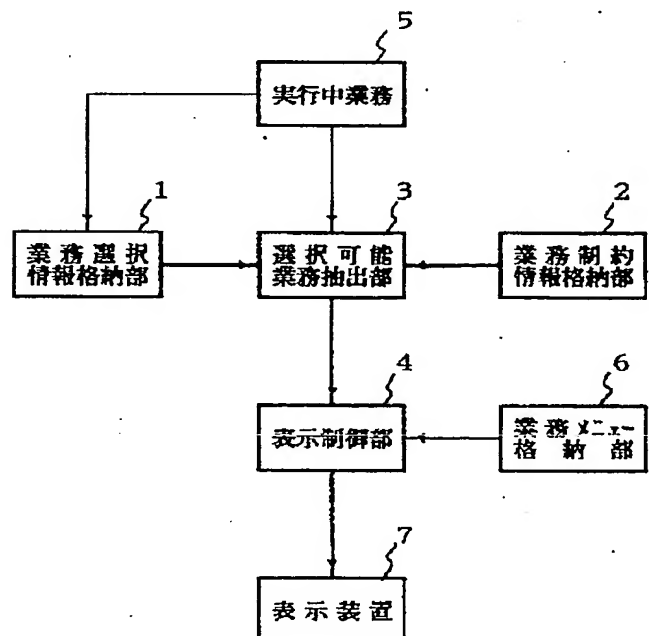 5
実行中業務
1
業務選択
情報格納部
3
選択可能
業務抽出部
2
業務制約
情報格納部
4
表示制御部
6
業務メニュー
格納部
7
表示装置